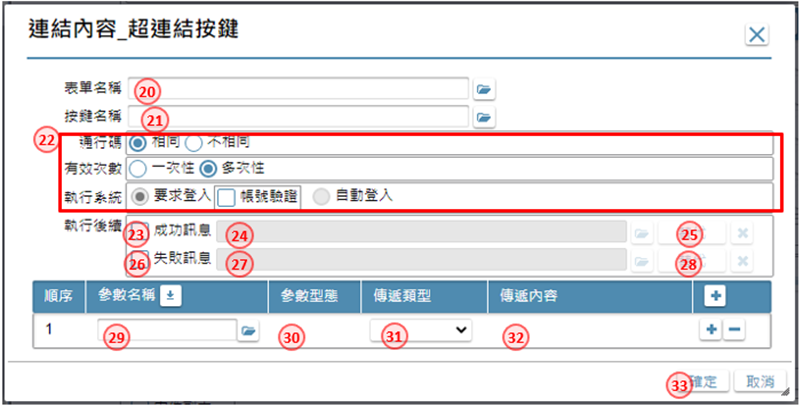 連結內容_超連結按鍵
表單名稱 20
按鍵名稱 21
22 通行碼 相同 不相同
有效次數 一次性 多次性
執行系統 要求登入 帳號驗證 自動登入
執行後續 23 成功訊息 24 25
26 失敗訊息 27 28
順序 參數名稱 參數型態 傳遞類型 傳遞內容
1 29 30 31 32
33 確定 取消